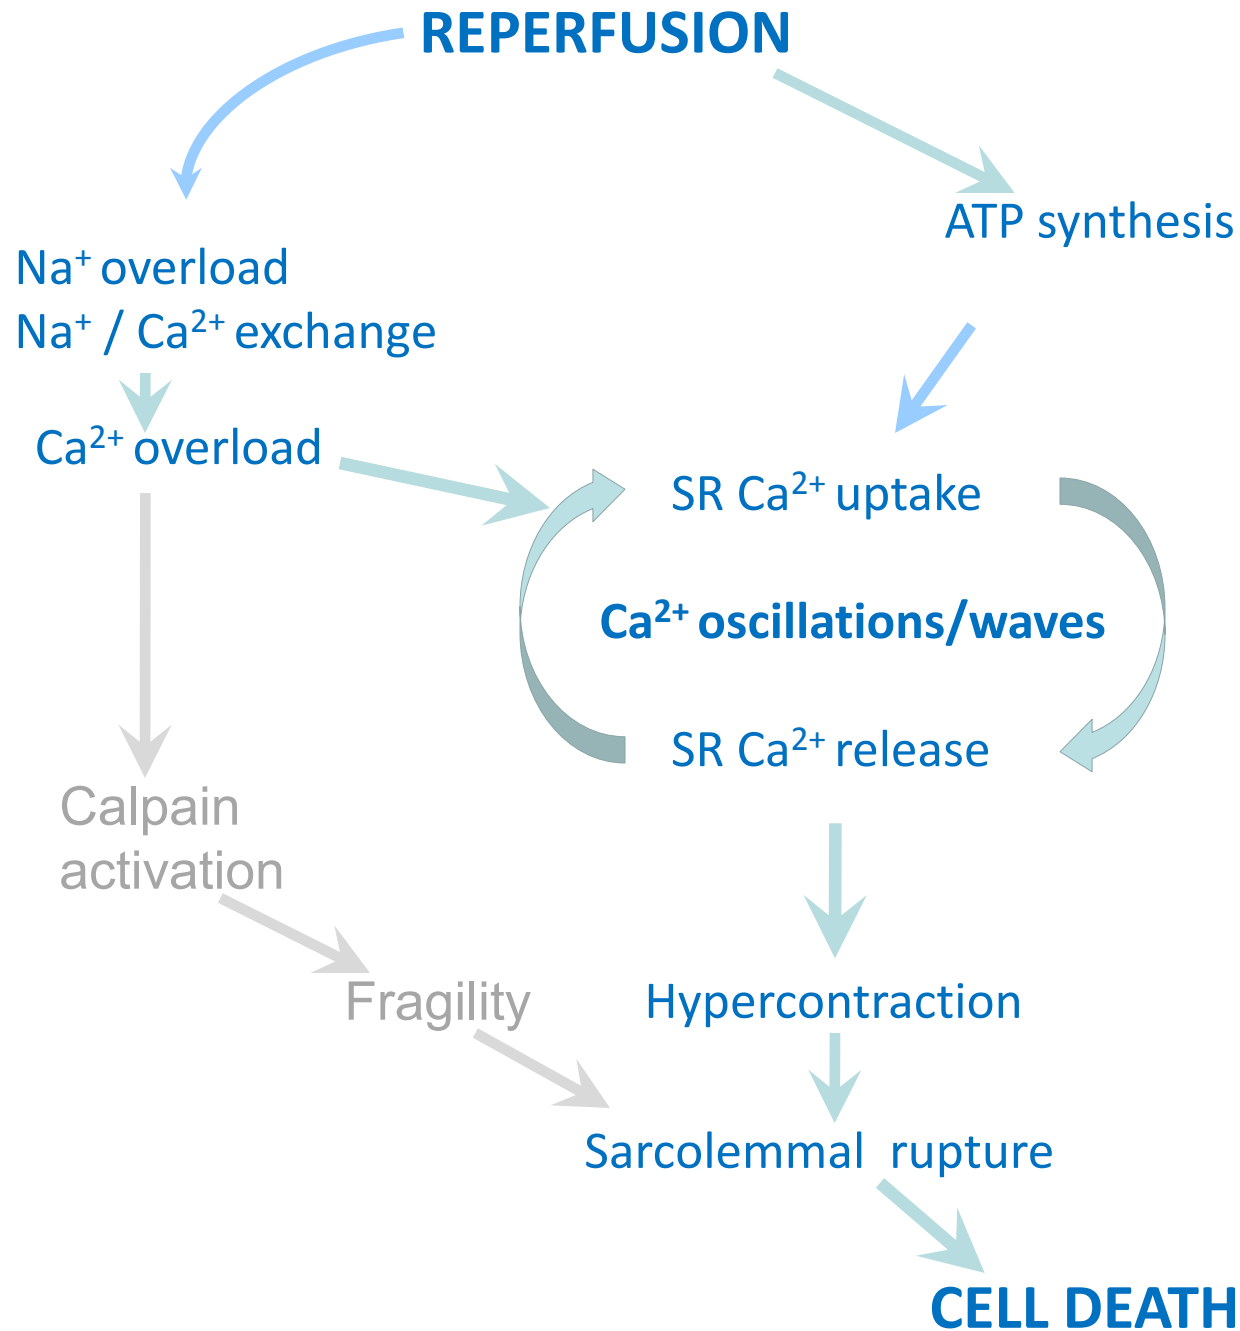 REPERFUSION
ATP synthesis
Na⁺ overload
Na⁺ / Ca²⁺ exchange
Ca²⁺ overload
SR Ca²⁺ uptake
Ca²⁺ oscillations/waves
SR Ca²⁺ release
Calpain
activation
Fragility
Hypercontraction
Sarcolemmal rupture
CELL DEATH